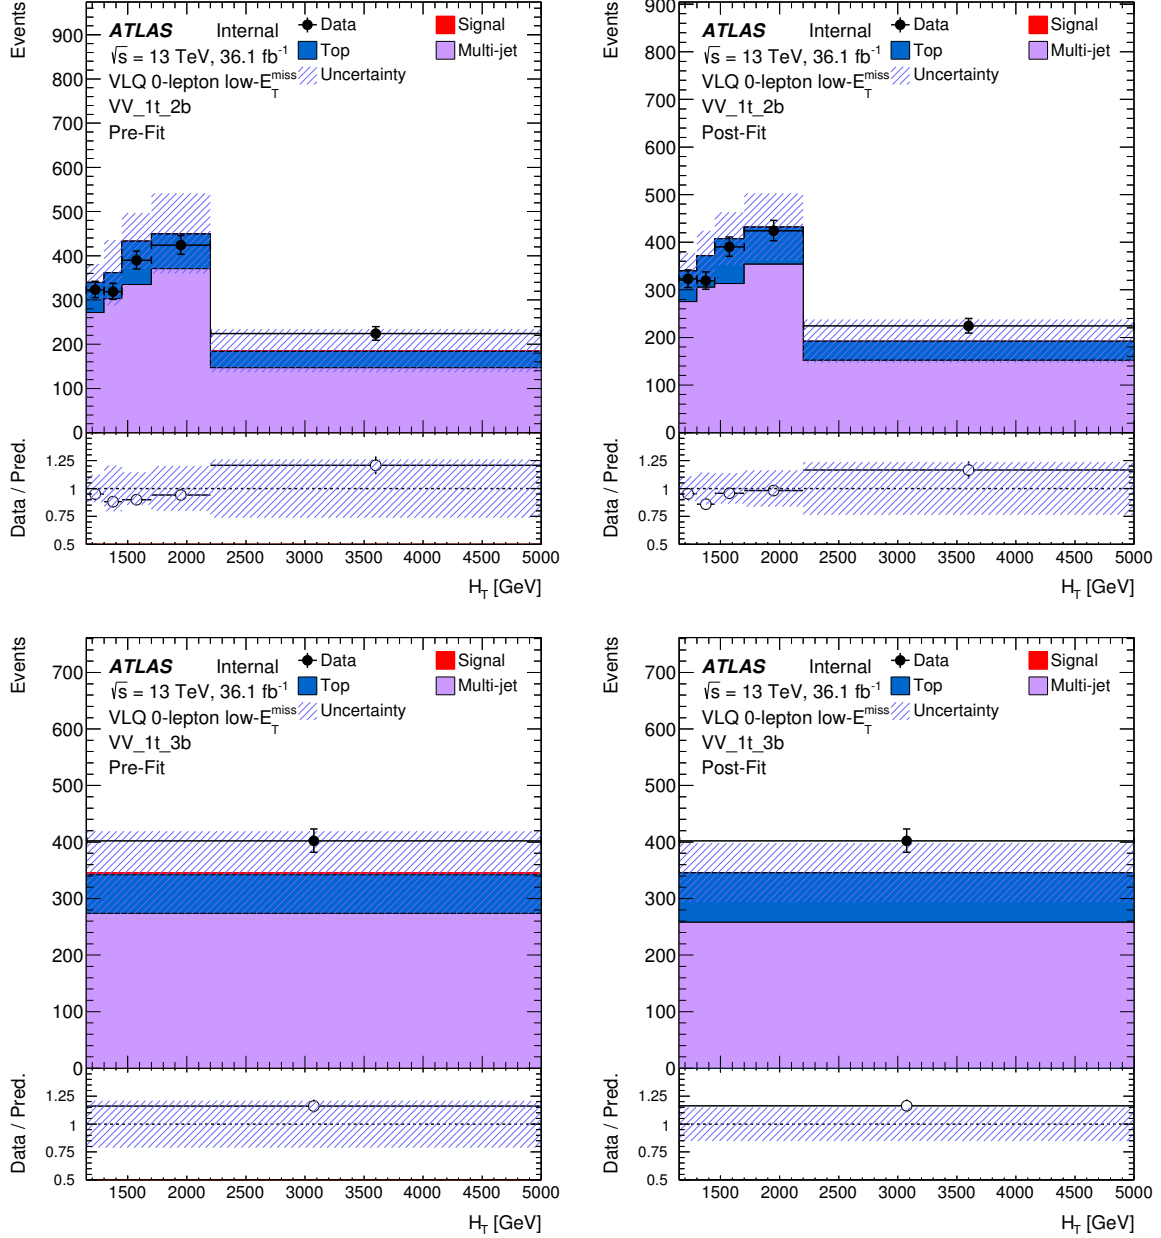 Events
900
800
700
600
500
400
300
200
100
0
ATLAS Internal
√s = 13 TeV, 36.1 fb⁻¹
VLQ 0-lepton low-E_T^miss
VV_1t_2b
Pre-Fit
Data
Top
Uncertainty
Signal
Multi-jet
Data / Pred.
1.25
1
0.75
0.5
1500 2000 2500 3000 3500 4000 4500 5000
H_T [GeV]
Events
900
800
700
600
500
400
300
200
100
0
ATLAS Internal
√s = 13 TeV, 36.1 fb⁻¹
VLQ 0-lepton low-E_T^miss
VV_1t_2b
Post-Fit
Data
Top
Uncertainty
Signal
Multi-jet
Data / Pred.
1.25
1
0.75
0.5
1500 2000 2500 3000 3500 4000 4500 5000
H_T [GeV]
Events
700
600
500
400
300
200
100
0
ATLAS Internal
√s = 13 TeV, 36.1 fb⁻¹
VLQ 0-lepton low-E_T^miss
VV_1t_3b
Pre-Fit
Data
Top
Uncertainty
Signal
Multi-jet
Data / Pred.
1.25
1
0.75
0.5
1500 2000 2500 3000 3500 4000 4500 5000
H_T [GeV]
Events
700
600
500
400
300
200
100
0
ATLAS Internal
√s = 13 TeV, 36.1 fb⁻¹
VLQ 0-lepton low-E_T^miss
VV_1t_3b
Post-Fit
Data
Top
Uncertainty
Signal
Multi-jet
Data / Pred.
1.25
1
0.75
0.5
1500 2000 2500 3000 3500 4000 4500 5000
H_T [GeV]